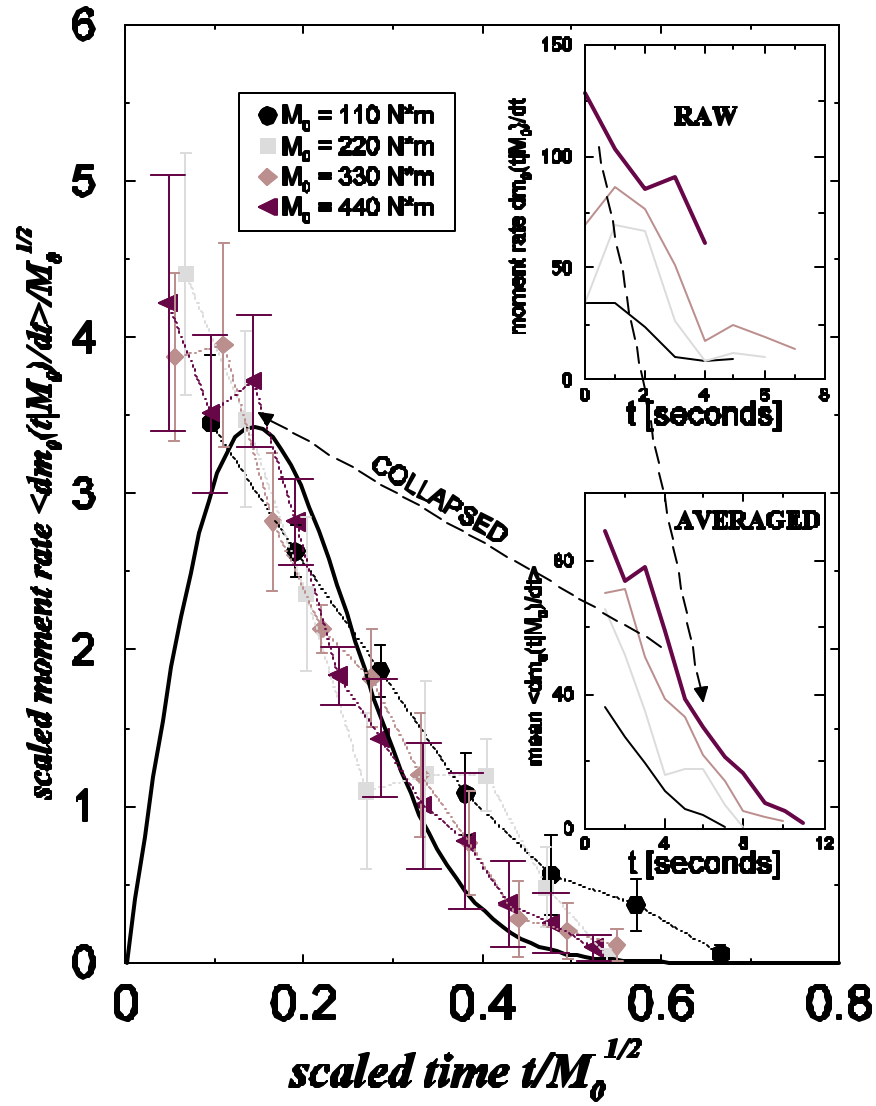 6
5
4
3
2
1
0
0
0.2
0.4
0.6
0.8
scaled moment rate <dm₀(t|M₀)/dt>/M₀^1/2
scaled time t/M₀^1/2
M₀ = 110 N*m
M₀ = 220 N*m
M₀ = 330 N*m
M₀ = 440 N*m
COLLAPSED
150
100
50
0
RAW
moment rate dm₀(t|M₀)/dt
0
2
4
6
8
t [seconds]
80
40
0
AVERAGED
mean <dm₀(t|M₀)/dt>
0
4
8
12
t [seconds]